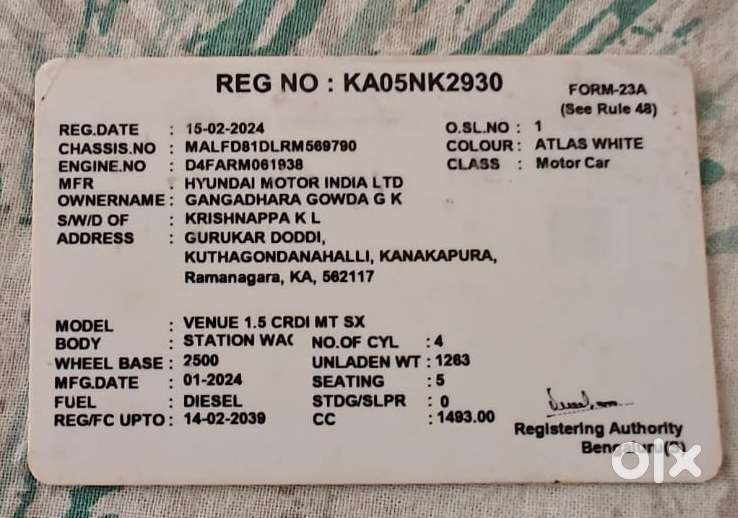 REG NO : KA05NK2930
FORM-23A
(See Rule 48)
REG.DATE : 15-02-2024 O.SL.NO : 1
CHASSIS.NO : MALFD81DLRM569790 COLOUR : ATLAS WHITE
ENGINE.NO : D4FARM061938 CLASS : Motor Car
MFR : HYUNDAI MOTOR INDIA LTD
OWNERNAME : GANGADHARA GOWDA G K
S/W/D OF : KRISHNAPPA K L
ADDRESS : GURUKAR DODDI,
KUTHAGONDANAHALLI, KANAKAPURA,
Ramanagara, KA, 562117
MODEL : VENUE 1.5 CRDI MT SX
BODY : STATION WAG NO.OF CYL : 4
WHEEL BASE : 2500 UNLADEN WT : 1263
MFG.DATE : 01-2024 SEATING : 5
FUEL : DIESEL STDG/SLPR : 0
REG/FC UPTO : 14-02-2039 CC : 1493.00
Registering Authority
Bengaluru(S)
olx